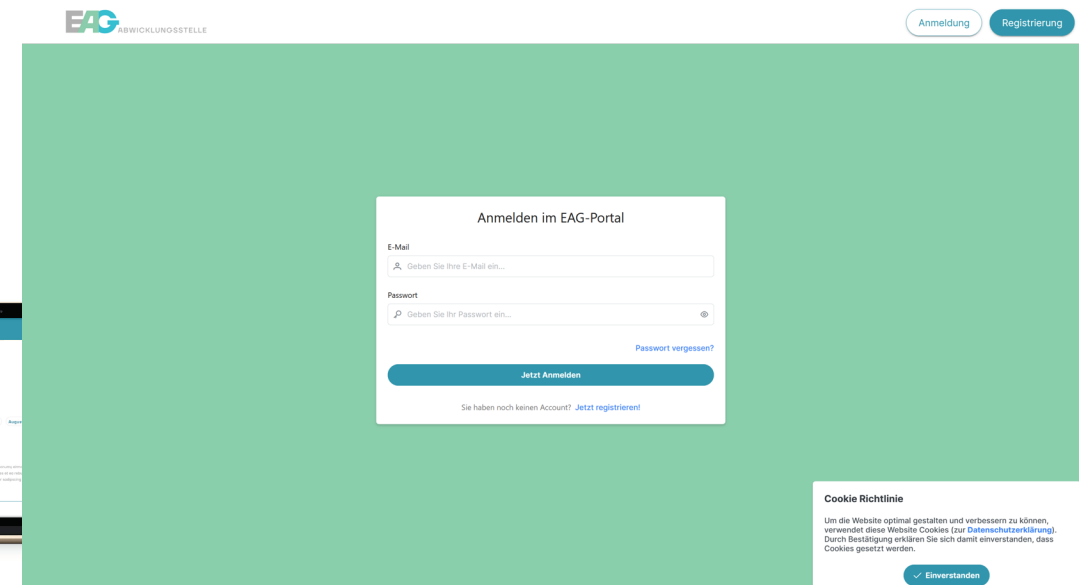 EAG ABWICKLUNGSSTELLE
Anmeldung
Registrierung
Anmelden im EAG-Portal
E-Mail
Geben Sie Ihre E-Mail ein...
Passwort
Geben Sie Ihr Passwort ein...
Passwort vergessen?
Jetzt Anmelden
Sie haben noch keinen Account? Jetzt registrieren!
Cookie Richtlinie
Um die Website optimal gestalten und verbessern zu können,
verwendet diese Website Cookies (zur Datenschutzerklärung).
Durch Bestätigung erklären Sie sich damit einverstanden, dass
Cookies gesetzt werden.
Einverstanden